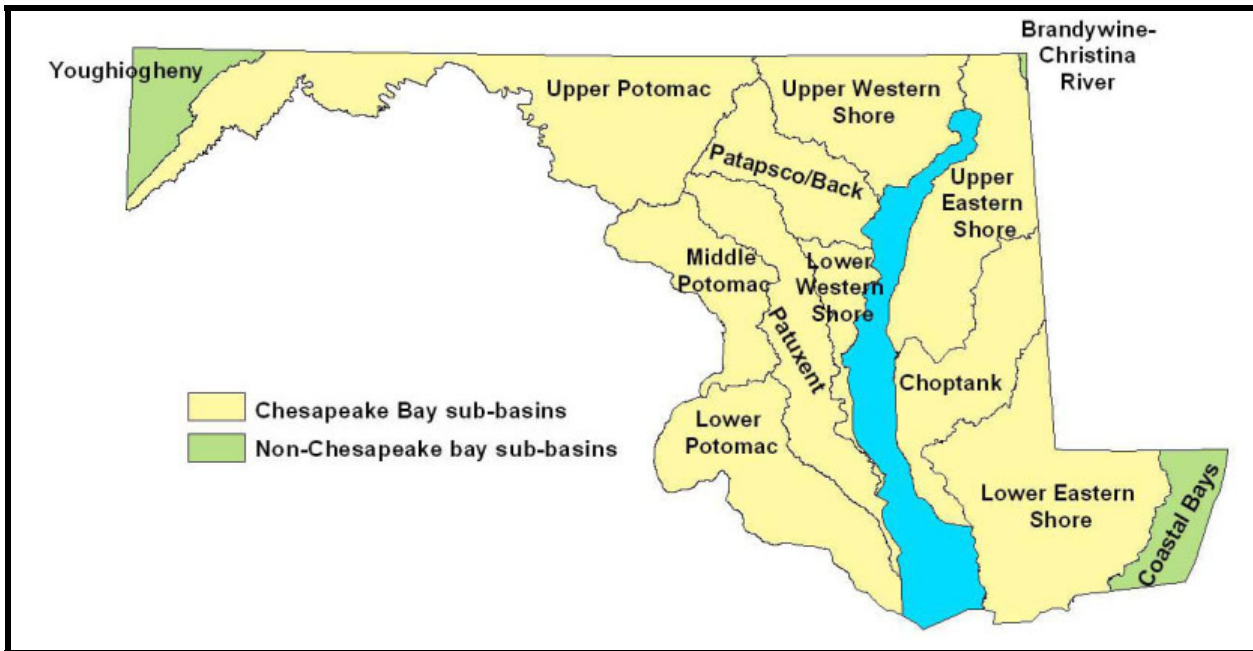 Brandywine-
Christina
River
Youghiogheny
Upper Potomac
Upper Western
Shore
Patapsco/Back
Upper
Eastern
Shore
Middle
Potomac
Lower
Western
Shore
Patuxent
Choptank
Lower
Potomac
Lower Eastern
Shore
Coastal Bays
Chesapeake Bay sub-basins
Non-Chesapeake bay sub-basins